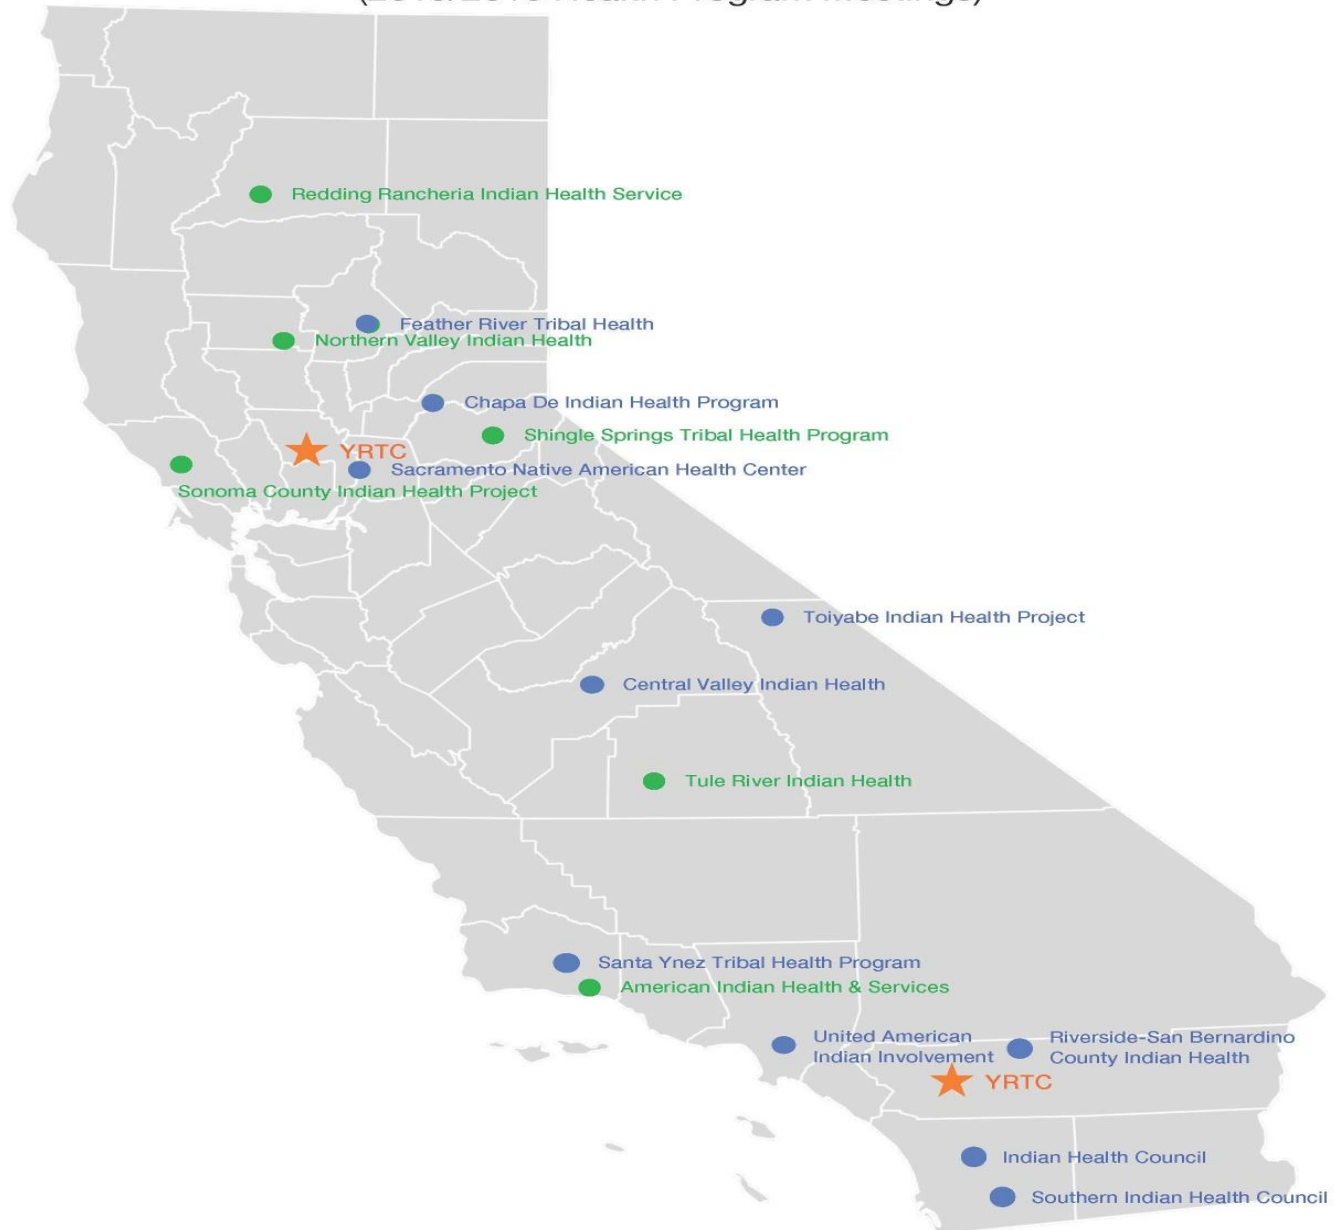 Health Program Meetings)
Redding Rancheria Indian Health Service
Feather River Tribal Health
Northern Valley Indian Health
Chapa De Indian Health Program
Shingle Springs Tribal Health Program
YRTC
Sacramento Native American Health Center
Sonoma County Indian Health Project
Toiyabe Indian Health Project
Central Valley Indian Health
Tule River Indian Health
Santa Ynez Tribal Health Program
American Indian Health & Services
United American
Indian Involvement
Riverside-San Bernardino
County Indian Health
YRTC
Indian Health Council
Southern Indian Health Council